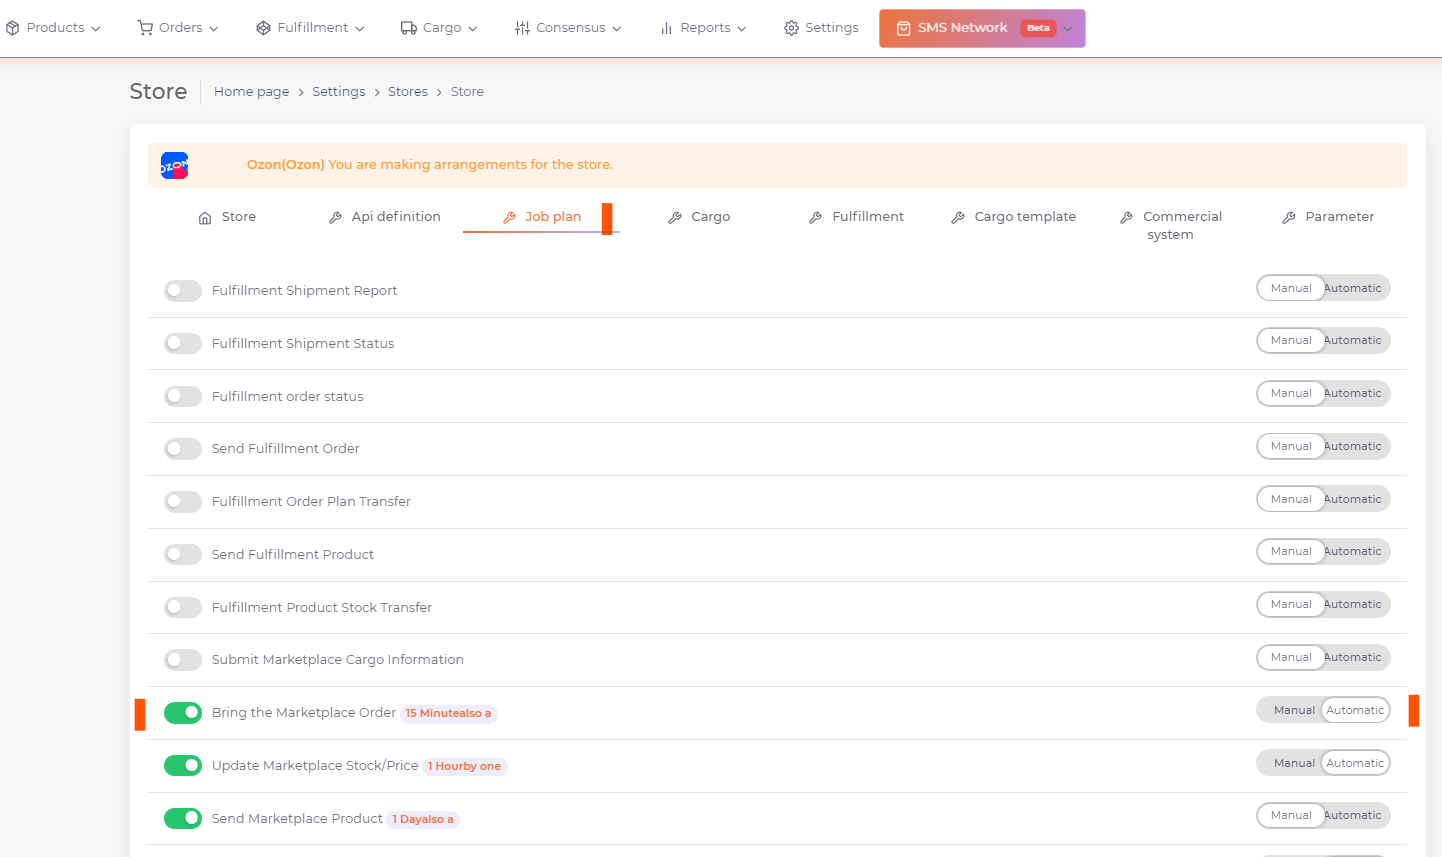 Products Orders Fulfillment Cargo Consensus Reports Settings SMS Network Beta
Store Home page > Settings > Stores > Store
OZON Ozon(Ozon) You are making arrangements for the store.
Store Api definition Job plan Cargo Fulfillment Cargo template Commercial system Parameter
Fulfillment Shipment Report Manual Automatic
Fulfillment Shipment Status Manual Automatic
Fulfillment order status Manual Automatic
Send Fulfillment Order Manual Automatic
Fulfillment Order Plan Transfer Manual Automatic
Send Fulfillment Product Manual Automatic
Fulfillment Product Stock Transfer Manual Automatic
Submit Marketplace Cargo Information Manual Automatic
Bring the Marketplace Order 15 Minutealso a Manual Automatic
Update Marketplace Stock/Price 1 Hourby one Manual Automatic
Send Marketplace Product 1 Dayalso a Manual Automatic